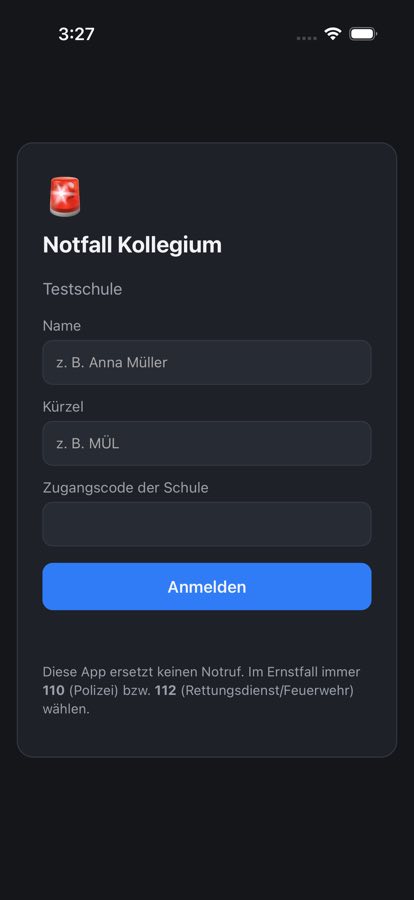 3:27
Notfall Kollegium
Testschule
Name
z. B. Anna Müller
Kürzel
z. B. MÜL
Zugangscode der Schule
Anmelden
Diese App ersetzt keinen Notruf. Im Ernstfall immer
110 (Polizei) bzw. 112 (Rettungsdienst/Feuerwehr)
wählen.